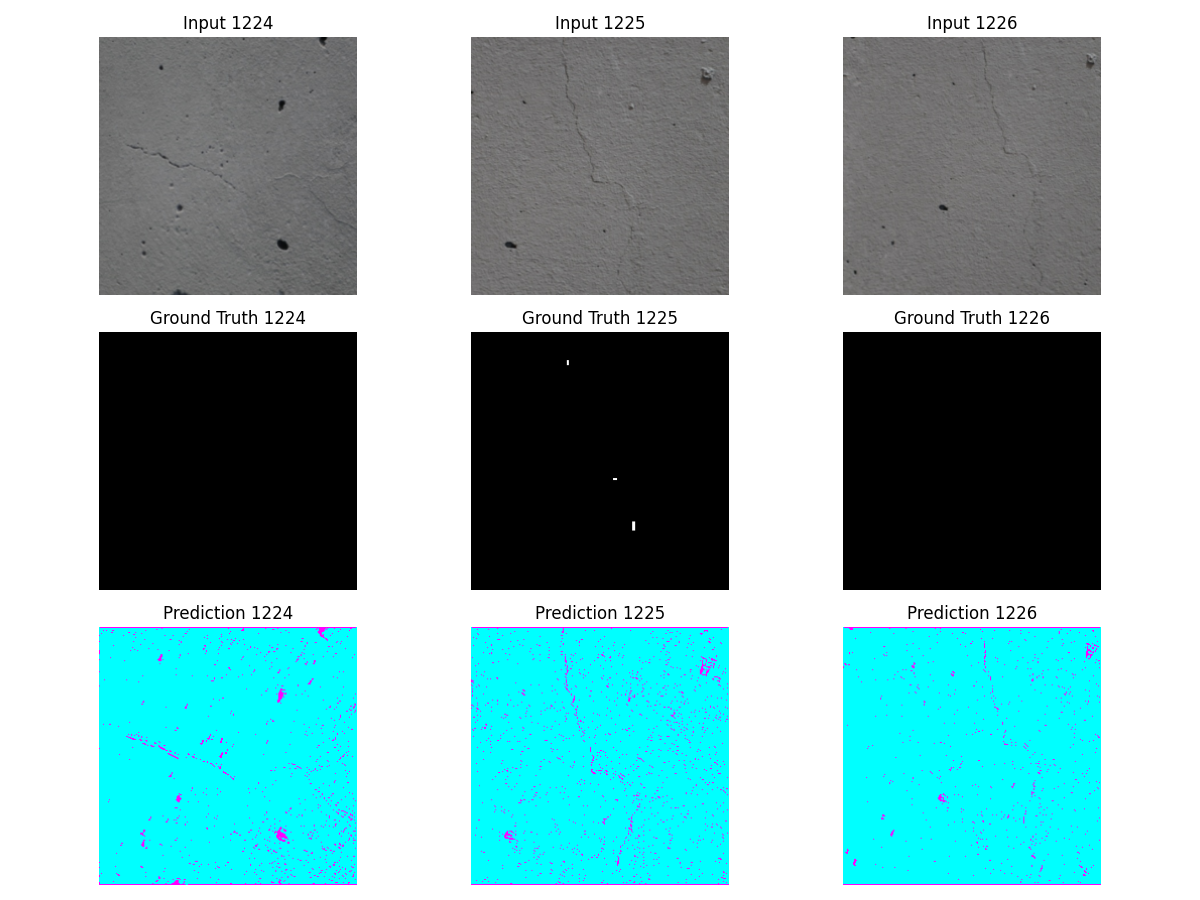 Input 1224
Input 1225
Input 1226
Ground Truth 1224
Ground Truth 1225
Ground Truth 1226
Prediction 1224
Prediction 1225
Prediction 1226